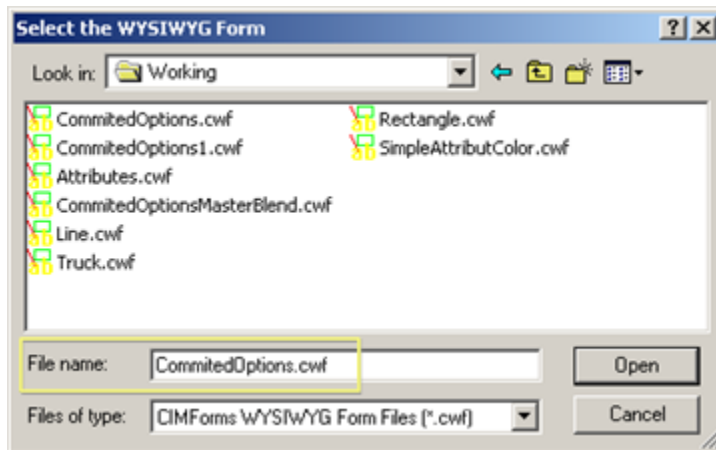 Select the WYSIWYG Form
Look in: Working
CommitedOptions.cwf
CommitedOptions1.cwf
Attributes.cwf
CommitedOptionsMasterBlend.cwf
Line.cwf
Truck.cwf
Rectangle.cwf
SimpleAttributColor.cwf
File name: CommitedOptions.cwf
Open
Files of type: CIMForms WYSIWYG Form Files (*.cwf)
Cancel